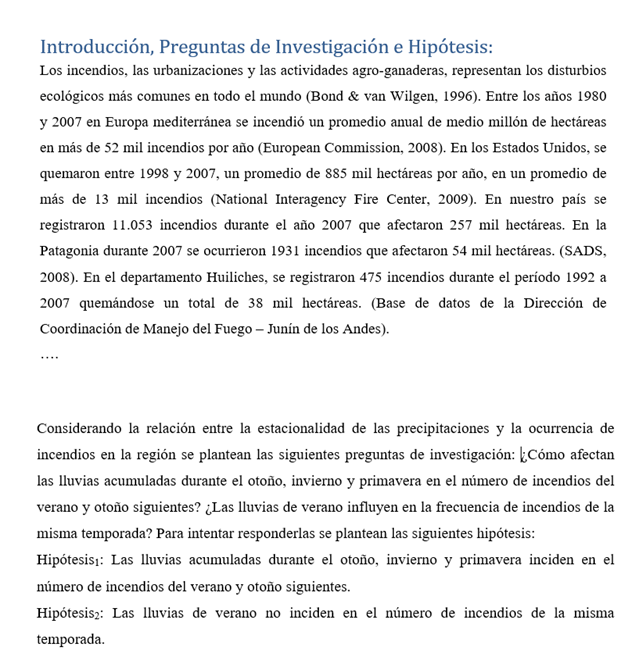 Introducción, Preguntas de Investigación e Hipótesis:
Los incendios, las urbanizaciones y las actividades agro-ganaderas, representan los disturbios
ecológicos más comunes en todo el mundo (Bond & van Wilgen, 1996). Entre los años 1980
y 2007 en Europa mediterránea se incendió un promedio anual de medio millón de hectáreas
en más de 52 mil incendios por año (European Commission, 2008). En los Estados Unidos, se
quemaron entre 1998 y 2007, un promedio de 885 mil hectáreas por año, en un promedio de
más de 13 mil incendios (National Interagency Fire Center, 2009). En nuestro país se
registraron 11.053 incendios durante el año 2007 que afectaron 257 mil hectáreas. En la
Patagonia durante 2007 se ocurrieron 1931 incendios que afectaron 54 mil hectáreas. (SADS,
2008). En el departamento Huiliches, se registraron 475 incendios durante el período 1992 a
2007 quemándose un total de 38 mil hectáreas. (Base de datos de la Dirección de
Coordinación de Manejo del Fuego – Junín de los Andes).
….
Considerando la relación entre la estacionalidad de las precipitaciones y la ocurrencia de
incendios en la región se plantean las siguientes preguntas de investigación: ¿Cómo afectan
las lluvias acumuladas durante el otoño, invierno y primavera en el número de incendios del
verano y otoño siguientes? ¿Las lluvias de verano influyen en la frecuencia de incendios de la
misma temporada? Para intentar responderlas se plantean las siguientes hipótesis:
Hipótesis₁: Las lluvias acumuladas durante el otoño, invierno y primavera inciden en el
número de incendios del verano y otoño siguientes.
Hipótesis₂: Las lluvias de verano no inciden en el número de incendios de la misma
temporada.